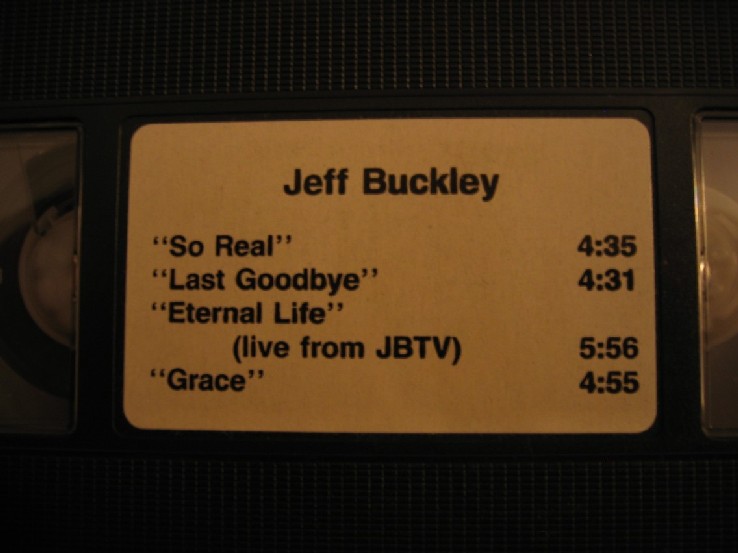 Jeff Buckley
‘‘So Real’’ 4:35
‘‘Last Goodbye’’ 4:31
‘‘Eternal Life’’
(live from JBTV) 5:56
‘‘Grace’’ 4:55